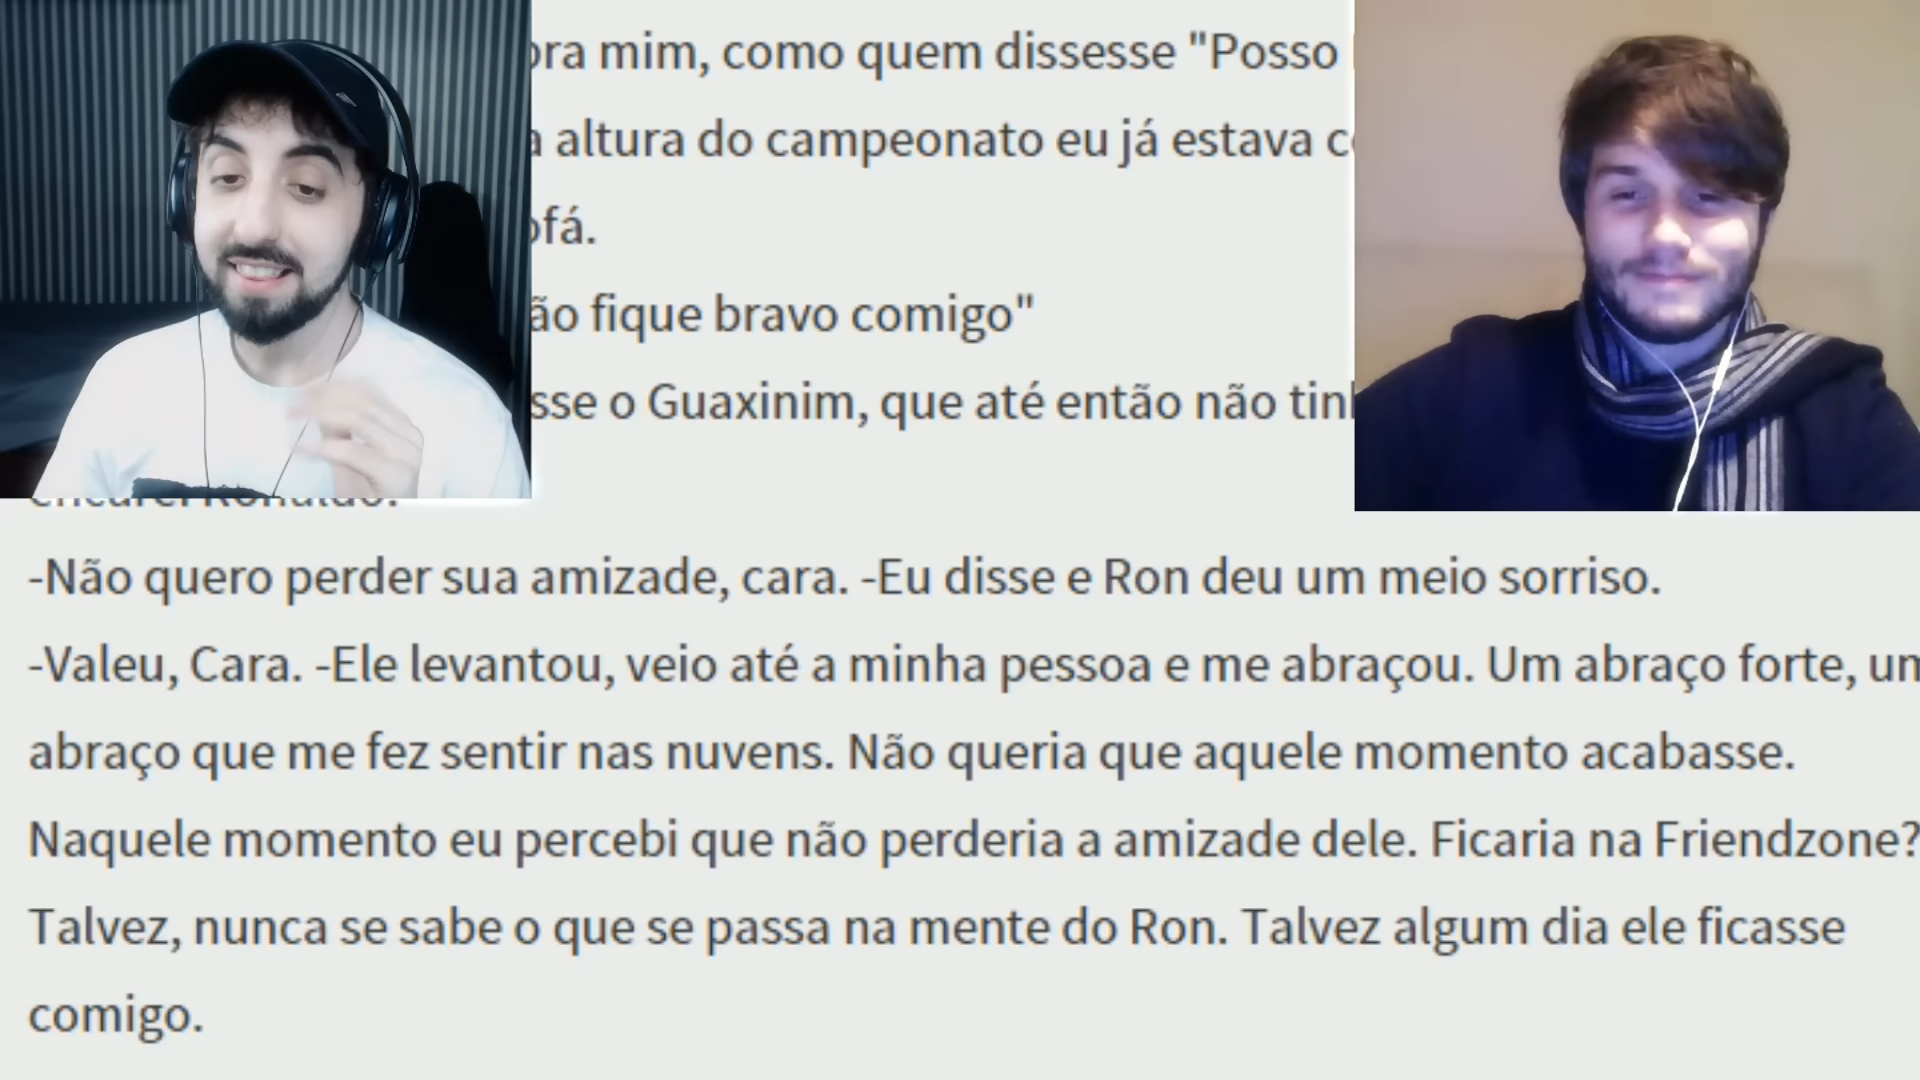 pra mim, como quem dissesse "Posso
altura do campeonato eu já estava
fá.
ão fique bravo comigo"
sse o Guaxinim, que até então não
encarei Ronaldo.
-Não quero perder sua amizade, cara. -Eu disse e Ron deu um meio sorriso.
-Valeu, Cara. -Ele levantou, veio até a minha pessoa e me abraçou. Um abraço forte, um
abraço que me fez sentir nas nuvens. Não queria que aquele momento acabasse.
Naquele momento eu percebi que não perderia a amizade dele. Ficaria na Friendzone?
Talvez, nunca se sabe o que se passa na mente do Ron. Talvez algum dia ele ficasse
comigo.